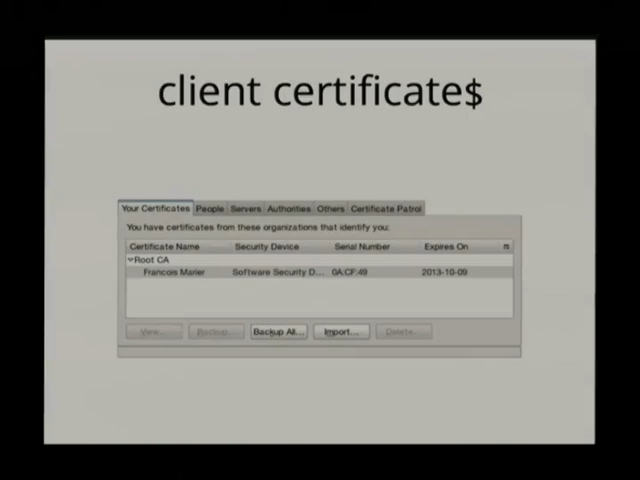 client certificate$
Your Certificates People Servers Authorities Others Certificate Patrol
You have certificates from these organizations that identify you:
Certificate Name Security Device Serial Number Expires On
Root CA
Francois Marier Software Security D... 0A:CF:49 2013-10-09
View... Backup... Backup All... Import... Delete...